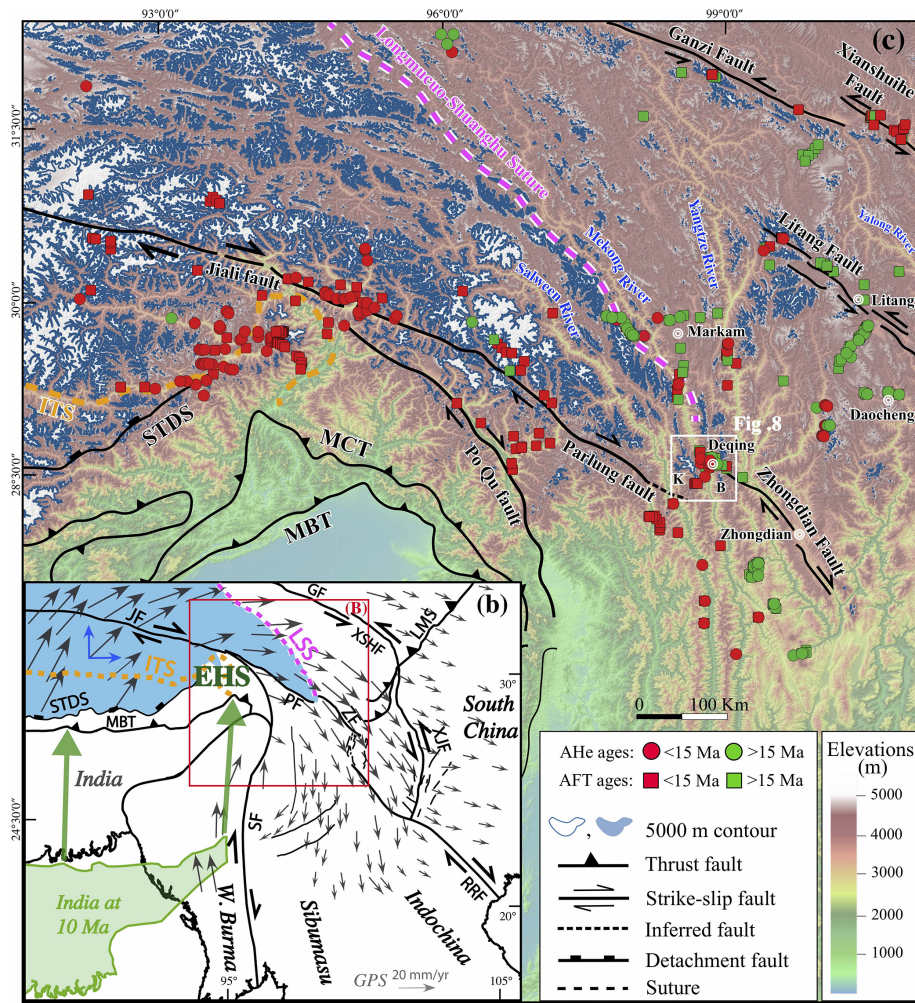 93°0'0"
96°0'0"
99°0'0"
(c)
Ganzi Fault
Xianshuihe
Fault
Longmucuo-Shuanghu Suture
31°30'0"
Mekong River
Yangtze River
Yalong River
Litang Fault
Jiali fault
Salween River
30°0'0"
Litang
Markam
ITS
STDS
Daocheng
Fig .8
MCT
Deqing
Po Qu fault
Parlung fault
28°30'0"
K
B
MBT
Zhongdian
Zhongdian Fault
(b)
GF
(B)
JF
LSS
XSHF
LMS
ITS
EHS
30°
STDS
PF
ZF
South
China
MBT
XJF
India
24°30'0"
SF
RRF
India at
10 Ma
W. Burma
Sibumasu
Indochina
20°
GPS 20 mm/yr
95°
105°
0 100 Km
AHe ages: <15 Ma >15 Ma
AFT ages: <15 Ma >15 Ma
, 5000 m contour
Thrust fault
Strike-slip fault
Inferred fault
Detachment fault
Suture
Elevations
(m)
5000
4000
3000
2000
1000